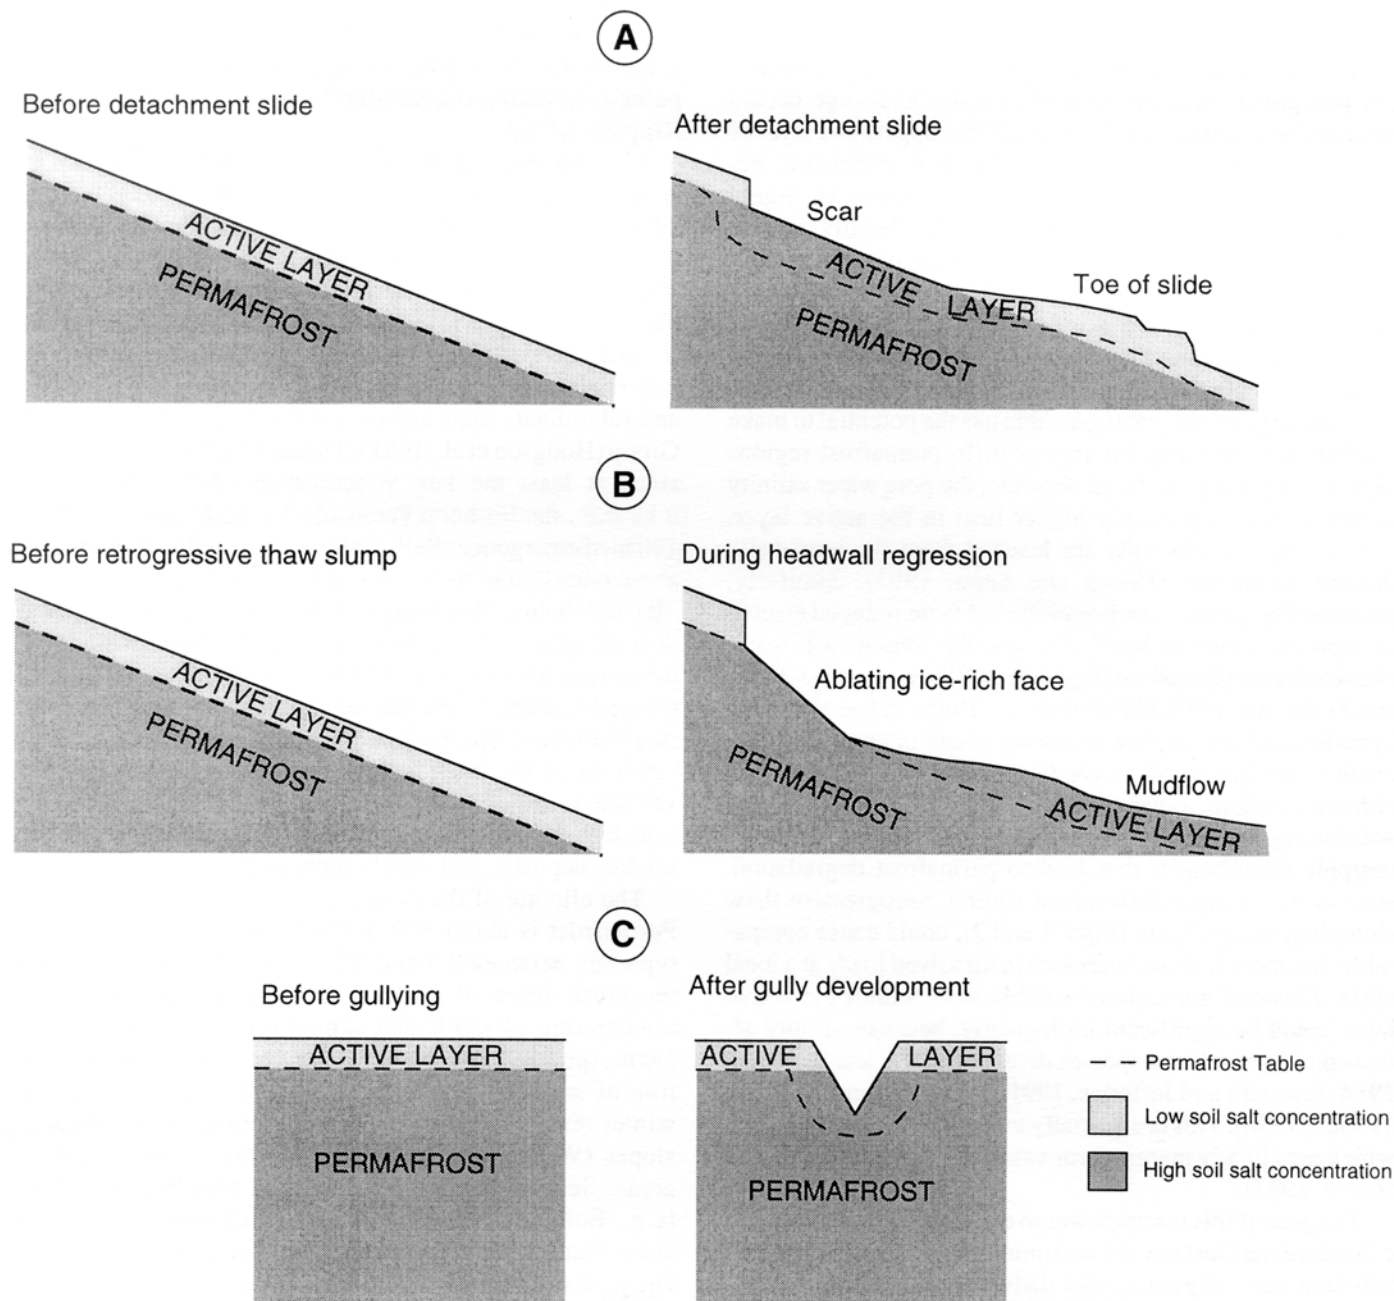 A
Before detachment slide
After detachment slide
ACTIVE LAYER
PERMAFROST
Scar
ACTIVE LAYER
Toe of slide
PERMAFROST
B
Before retrogressive thaw slump
During headwall regression
ACTIVE LAYER
PERMAFROST
Ablating ice-rich face
PERMAFROST
Mudflow
ACTIVE LAYER
C
Before gullying
After gully development
ACTIVE LAYER
PERMAFROST
ACTIVE LAYER
PERMAFROST
Permafrost Table
Low soil salt concentration
High soil salt concentration